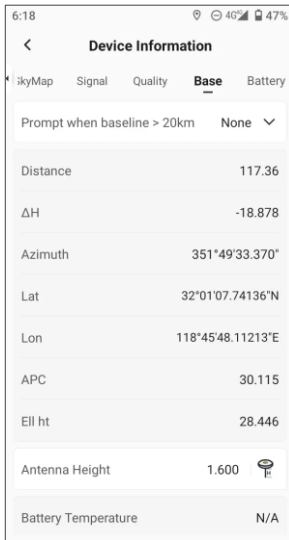 6:18
4G 47%
Device Information
SkyMap Signal Quality Base Battery
Prompt when baseline > 20km None
Distance 117.36
ΔH -18.878
Azimuth 351°49'33.370"
Lat 32°01'07.74136"N
Lon 118°45'48.11213"E
APC 30.115
Ell ht 28.446
Antenna Height 1.600
H
Battery Temperature N/A